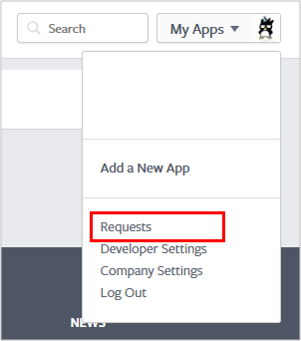 Search
My Apps
Add a New App
Requests
Developer Settings
Company Settings
Log Out
NEWS